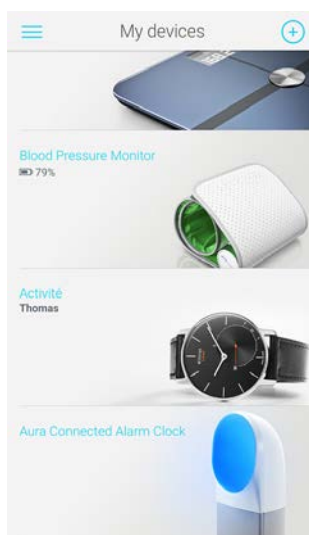 My devices
Blood Pressure Monitor
79%
Activité
Thomas
Aura Connected Alarm Clock